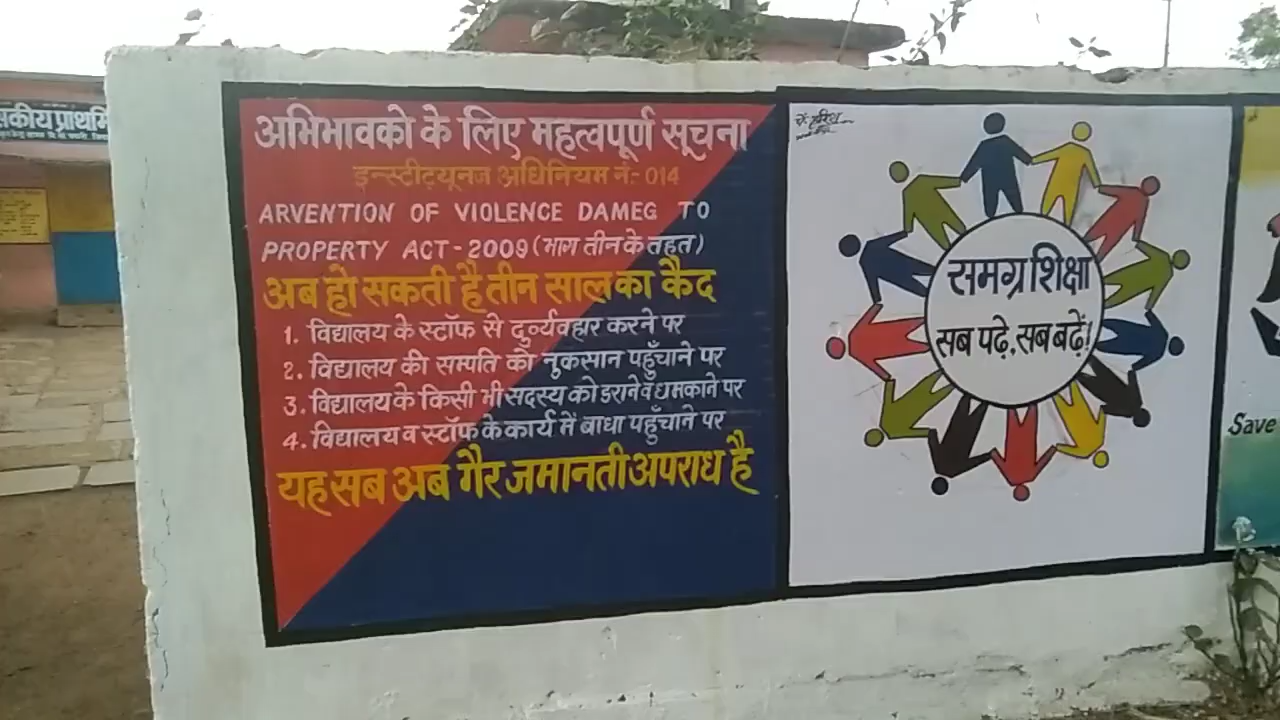 सकीय प्राथमि
अभिभावको के लिए महत्वपूर्ण सूचना
इन्स्टीट्यूनज अधिनियम नं:- 014
ARVENTION OF VIOLENCE DAMEG TO
PROPERTY ACT - 2009 (भाग तीन के तहत)
अब हो सकती है तीन साल का कैद
1. विद्यालय के स्टॉफ से दुर्व्यवहार करने पर
2. विद्यालय की सम्पति को नुकसान पहुँचाने पर
3. विद्यालय के किसी भी सदस्य को डराने व धमकाने पर
4. विद्यालय व स्टॉफ के कार्य में बाधा पहुँचाने पर
यह सब अब गैर जमानती अपराध है
समग्र शिक्षा
सब पढ़े, सब बढ़ें!
Save